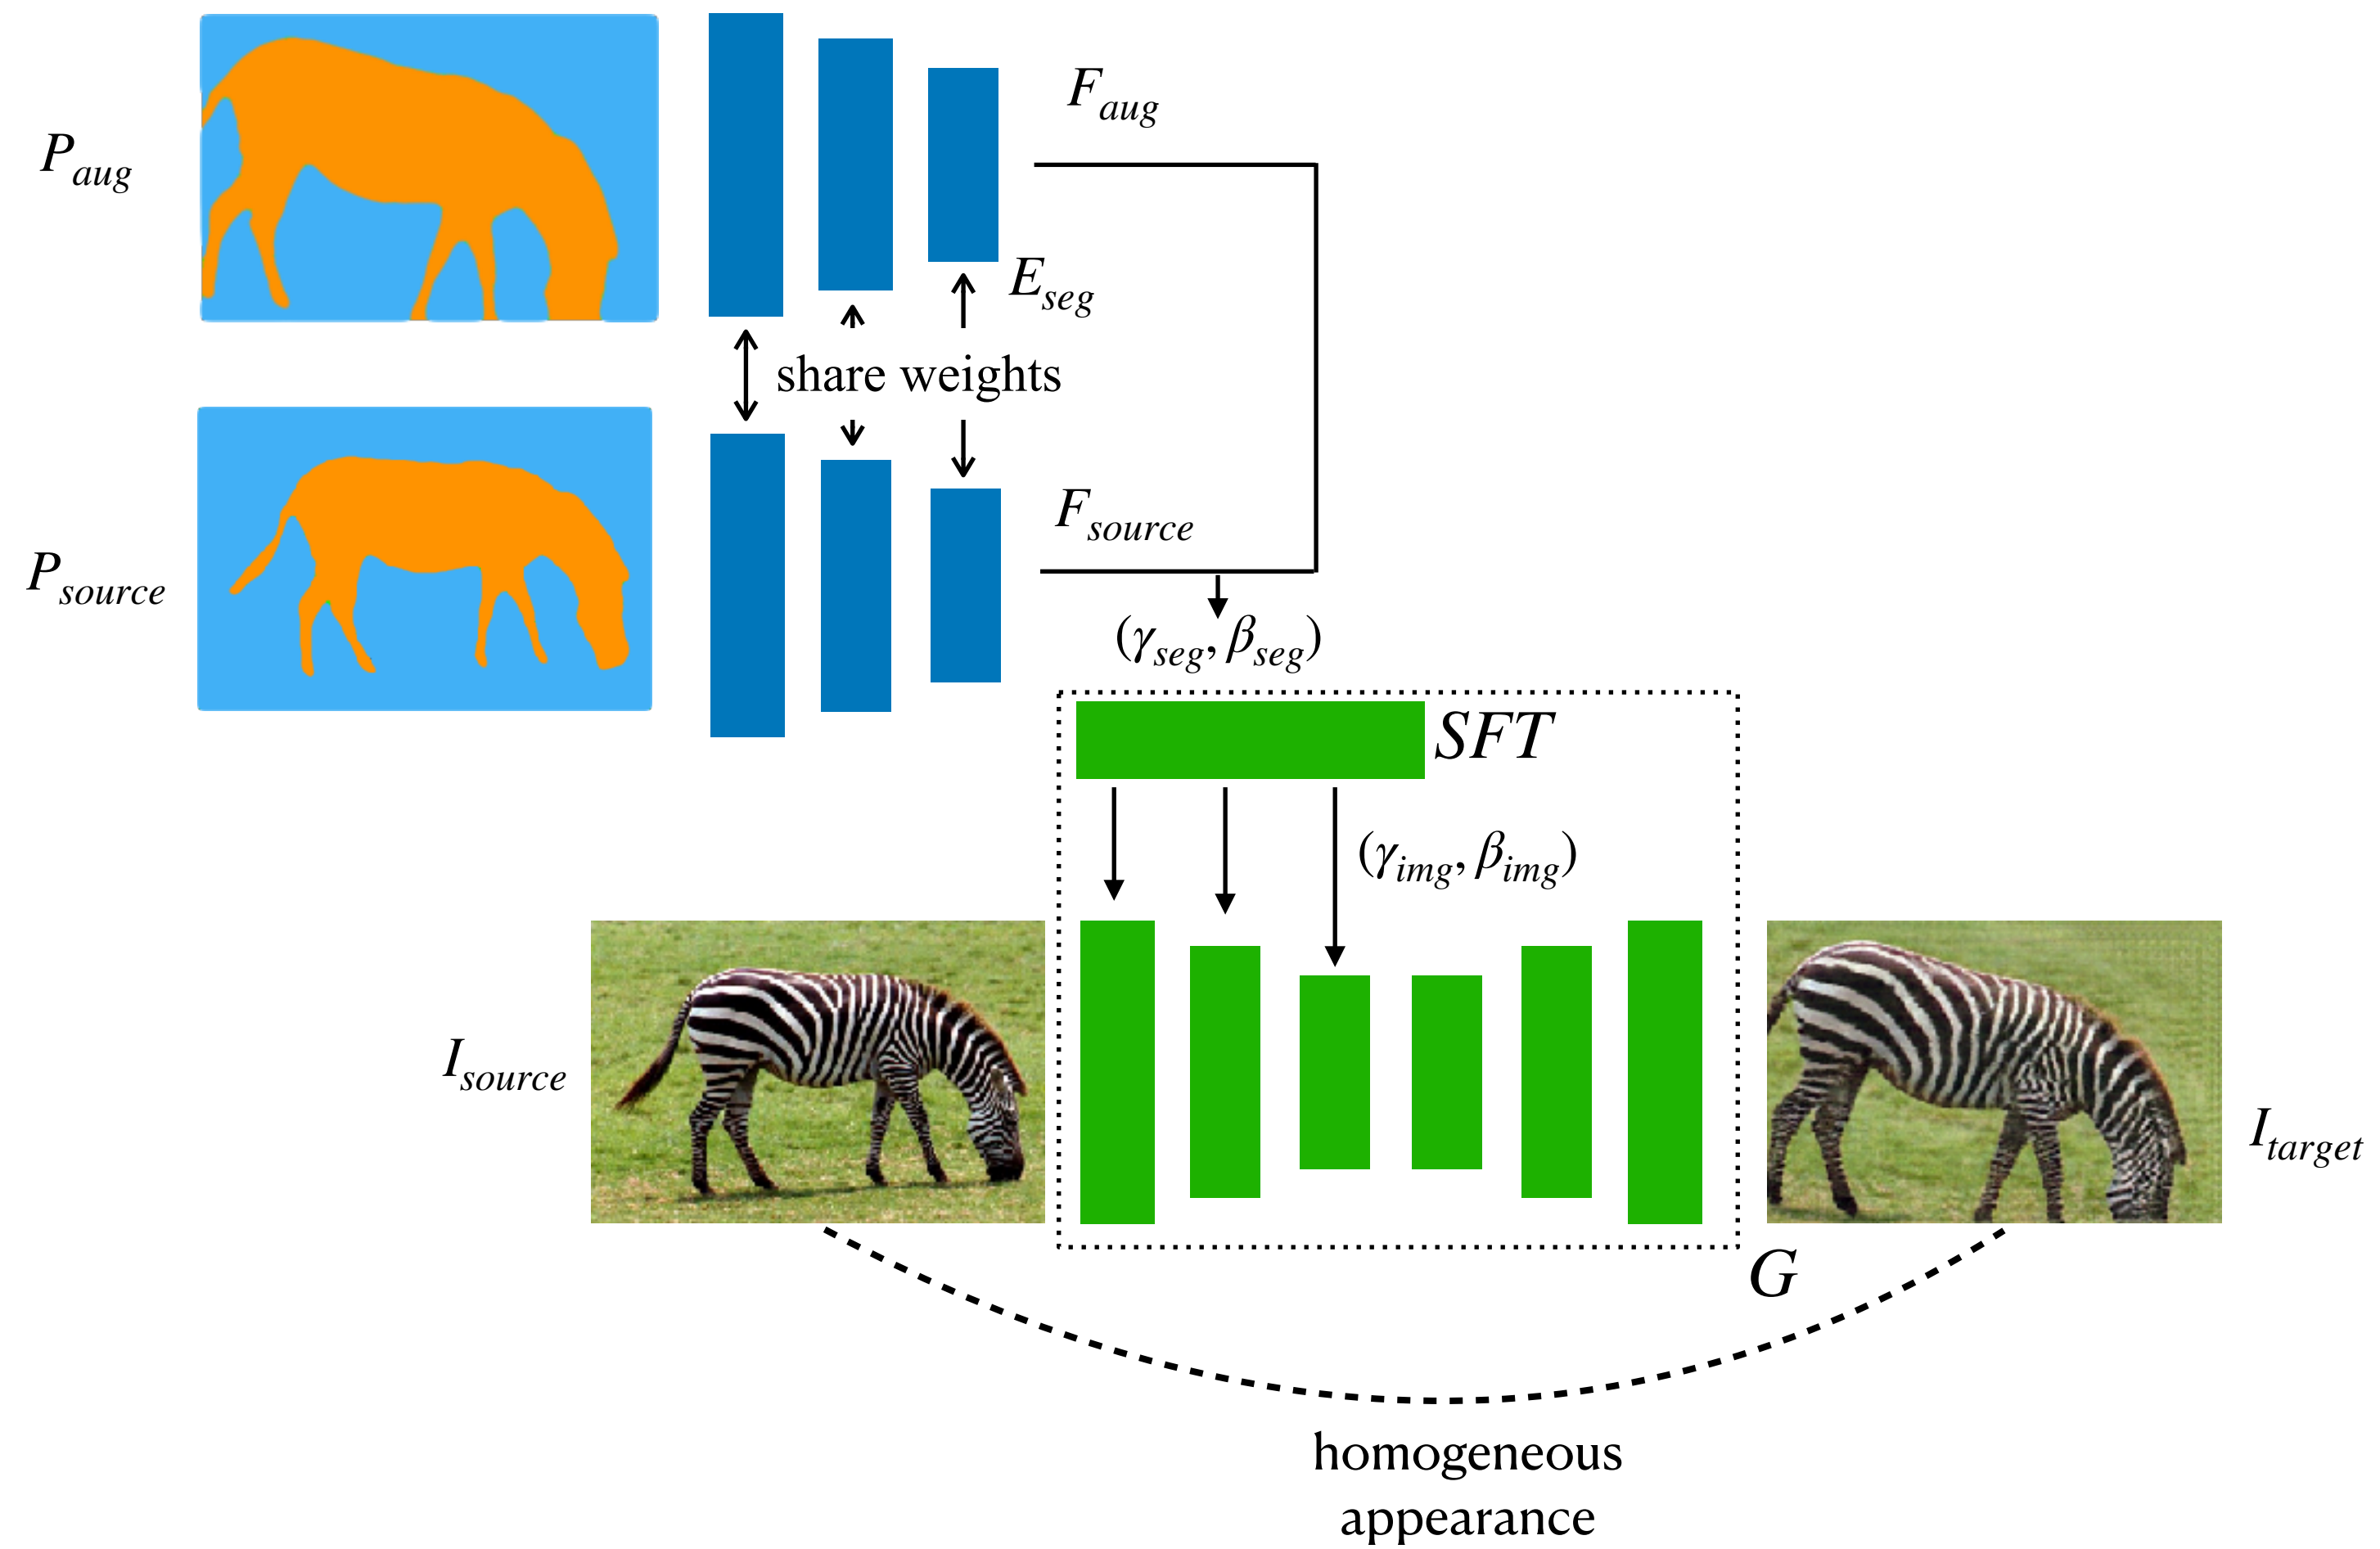 F_aug
P_aug
E_seg
share weights
F_source
P_source
(γ_seg, β_seg)
SFT
(γ_img, β_img)
I_source
I_target
G
homogeneous
appearance